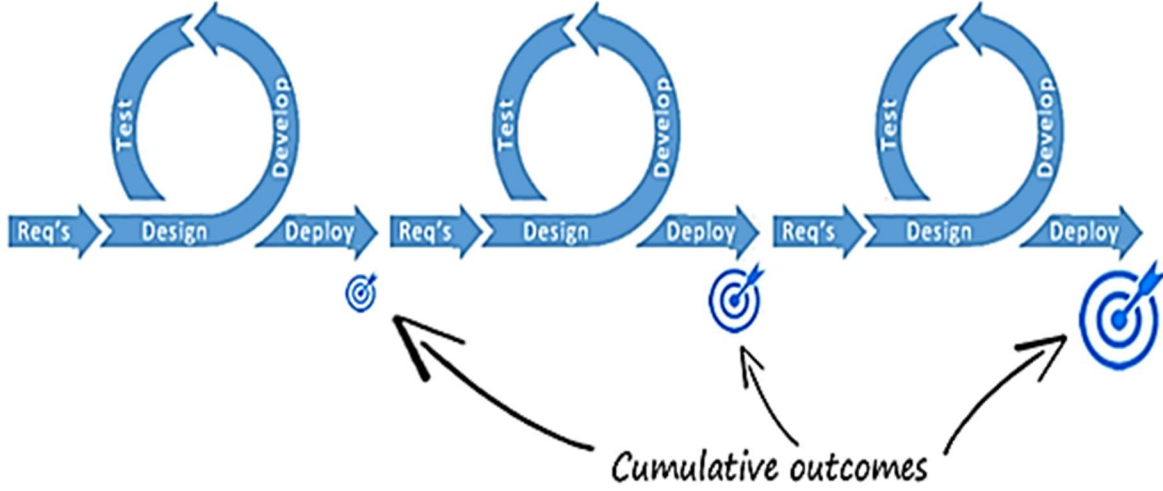 Test
Develop
Req's
Design
Deploy
Test
Develop
Req's
Design
Deploy
Test
Develop
Req's
Design
Deploy
Cumulative outcomes